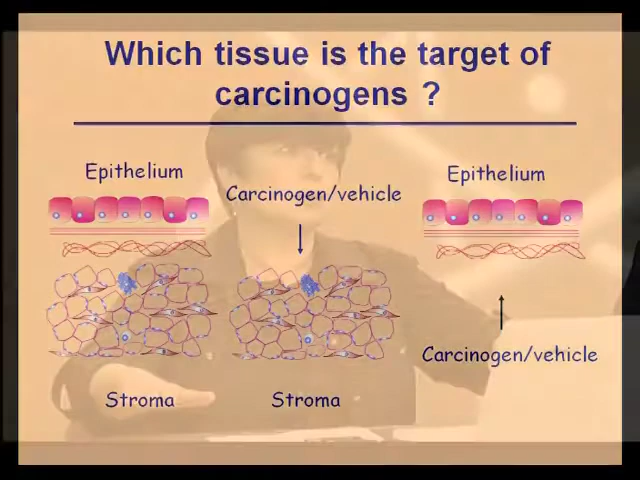 Which tissue is the target of
carcinogens ?
Epithelium
Carcinogen/vehicle
Epithelium
Carcinogen/vehicle
Stroma
Stroma